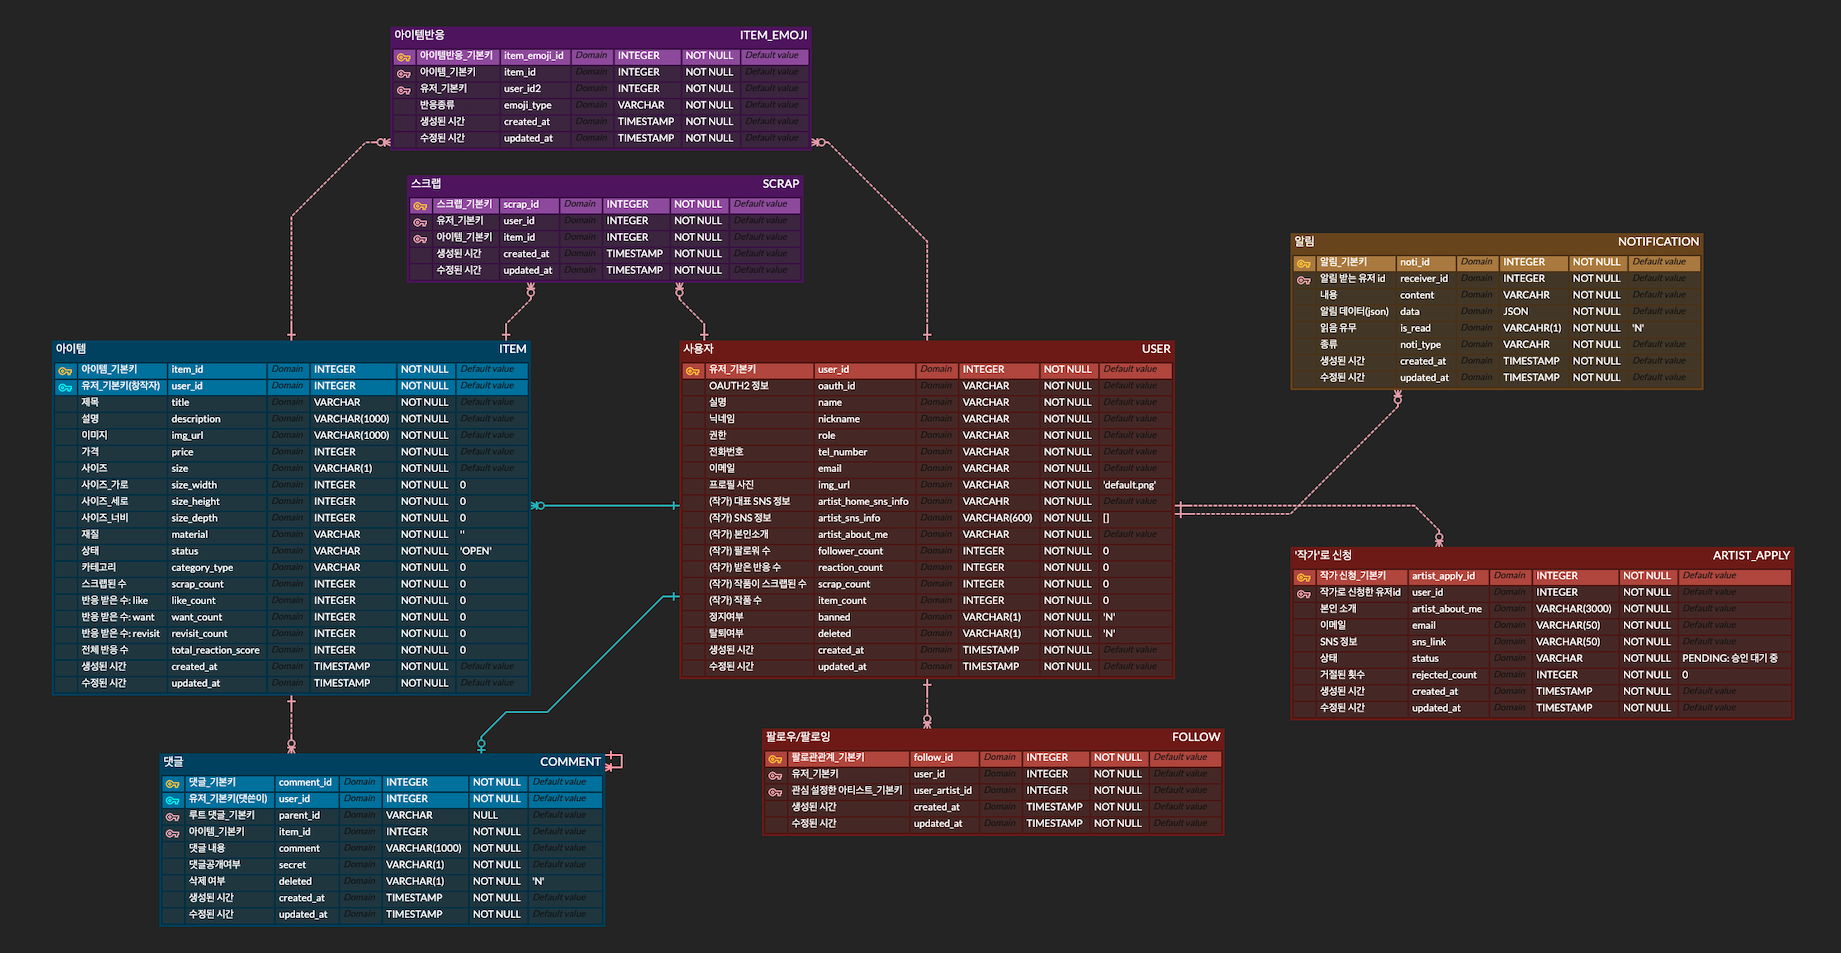 아이템반응 ITEM_EMOJI
아이템반응_기본키 item_emoji_id Domain INTEGER NOT NULL Default value
아이템_기본키 item_id Domain INTEGER NOT NULL Default value
유저_기본키 user_id2 Domain INTEGER NOT NULL Default value
반응종류 emoji_type Domain VARCHAR NOT NULL Default value
생성된 시간 created_at Domain TIMESTAMP NOT NULL Default value
수정된 시간 updated_at Domain TIMESTAMP NOT NULL Default value
스크랩 SCRAP
스크랩_기본키 scrap_id Domain INTEGER NOT NULL Default value
유저_기본키 user_id Domain INTEGER NOT NULL Default value
아이템_기본키 item_id Domain INTEGER NOT NULL Default value
생성된 시간 created_at Domain TIMESTAMP NOT NULL Default value
수정된 시간 updated_at Domain TIMESTAMP NOT NULL Default value
알림 NOTIFICATION
알림_기본키 noti_id Domain INTEGER NOT NULL Default value
알림 받는 유저 id receiver_id Domain INTEGER NOT NULL Default value
내용 content Domain VARCAHR NOT NULL Default value
알림 데이터(json) data Domain JSON NOT NULL Default value
읽음 유무 is_read Domain VARCAHR(1) NOT NULL 'N'
종류 noti_type Domain VARCAHR NOT NULL Default value
생성된 시간 created_at Domain TIMESTAMP NOT NULL Default value
수정된 시간 updated_at Domain TIMESTAMP NOT NULL Default value
아이템 ITEM
아이템_기본키 item_id Domain INTEGER NOT NULL Default value
유저_기본키(창작자) user_id Domain INTEGER NOT NULL Default value
제목 title Domain VARCHAR NOT NULL Default value
설명 description Domain VARCHAR(1000) NOT NULL Default value
이미지 img_url Domain VARCHAR(1000) NOT NULL Default value
가격 price Domain INTEGER NOT NULL Default value
사이즈 size Domain VARCHAR(1) NOT NULL Default value
사이즈_가로 size_width Domain INTEGER NOT NULL 0
사이즈_세로 size_height Domain INTEGER NOT NULL 0
사이즈_너비 size_depth Domain INTEGER NOT NULL 0
재질 material Domain VARCHAR NOT NULL ''
상태 status Domain VARCHAR NOT NULL 'OPEN'
카테고리 category_type Domain VARCHAR NOT NULL 0
스크랩된 수 scrap_count Domain INTEGER NOT NULL 0
반응 받은 수: like like_count Domain INTEGER NOT NULL 0
반응 받은 수: want want_count Domain INTEGER NOT NULL 0
반응 받은 수: revisit revisit_count Domain INTEGER NOT NULL 0
전체 반응 수 total_reaction_score Domain INTEGER NOT NULL 0
생성된 시간 created_at Domain TIMESTAMP NOT NULL Default value
수정된 시간 updated_at Domain TIMESTAMP NOT NULL Default value
사용자 USER
유저_기본키 user_id Domain INTEGER NOT NULL Default value
OAUTH2 정보 oauth_id Domain VARCHAR NOT NULL Default value
실명 name Domain VARCHAR NOT NULL Default value
닉네임 nickname Domain VARCHAR NOT NULL Default value
권한 role Domain VARCHAR NOT NULL Default value
전화번호 tel_number Domain VARCHAR NOT NULL Default value
이메일 email Domain VARCHAR NOT NULL Default value
프로필 사진 img_url Domain VARCHAR NOT NULL 'default.png'
(작가) 대표 SNS 정보 artist_home_sns_info Domain VARCAHR NOT NULL Default value
(작가) SNS 정보 artist_sns_info Domain VARCHAR(600) NOT NULL []
(작가) 본인소개 artist_about_me Domain VARCHAR NOT NULL Default value
(작가) 팔로워 수 follower_count Domain INTEGER NOT NULL 0
(작가) 받은 반응 수 reaction_count Domain INTEGER NOT NULL 0
(작가) 작품이 스크랩된 수 scrap_count Domain INTEGER NOT NULL 0
(작가) 작품 수 item_count Domain INTEGER NOT NULL 0
정지여부 banned Domain VARCHAR(1) NOT NULL 'N'
탈퇴여부 deleted Domain VARCHAR(1) NOT NULL 'N'
생성된 시간 created_at Domain TIMESTAMP NOT NULL Default value
수정된 시간 updated_at Domain TIMESTAMP NOT NULL Default value
'작가'로 신청 ARTIST_APPLY
작가 신청_기본키 artist_apply_id Domain INTEGER NOT NULL Default value
작가로 신청한 유저id user_id Domain INTEGER NOT NULL Default value
본인 소개 artist_about_me Domain VARCHAR(3000) NOT NULL Default value
이메일 email Domain VARCHAR(50) NOT NULL Default value
SNS 정보 sns_link Domain VARCHAR(50) NOT NULL Default value
상태 status Domain VARCHAR NOT NULL PENDING: 승인 대기 중
거절된 횟수 rejected_count Domain INTEGER NOT NULL 0
생성된 시간 created_at Domain TIMESTAMP NOT NULL Default value
수정된 시간 updated_at Domain TIMESTAMP NOT NULL Default value
팔로우/팔로잉 FOLLOW
팔로관관계_기본키 follow_id Domain INTEGER NOT NULL Default value
유저_기본키 user_id Domain INTEGER NOT NULL Default value
관심 설정한 아티스트_기본키 user_artist_id Domain INTEGER NOT NULL Default value
생성된 시간 created_at Domain TIMESTAMP NOT NULL Default value
수정된 시간 updated_at Domain TIMESTAMP NOT NULL Default value
댓글 COMMENT
댓글_기본키 comment_id Domain INTEGER NOT NULL Default value
유저_기본키(댓쓴이) user_id Domain INTEGER NOT NULL Default value
루트 댓글_기본키 parent_id Domain VARCHAR NULL Default value
아이템_기본키 item_id Domain INTEGER NOT NULL Default value
댓글 내용 comment Domain VARCHAR(1000) NOT NULL Default value
댓글공개여부 secret Domain VARCHAR(1) NOT NULL Default value
삭제 여부 deleted Domain VARCHAR(1) NOT NULL 'N'
생성된 시간 created_at Domain TIMESTAMP NOT NULL Default value
수정된 시간 updated_at Domain TIMESTAMP NOT NULL Default value